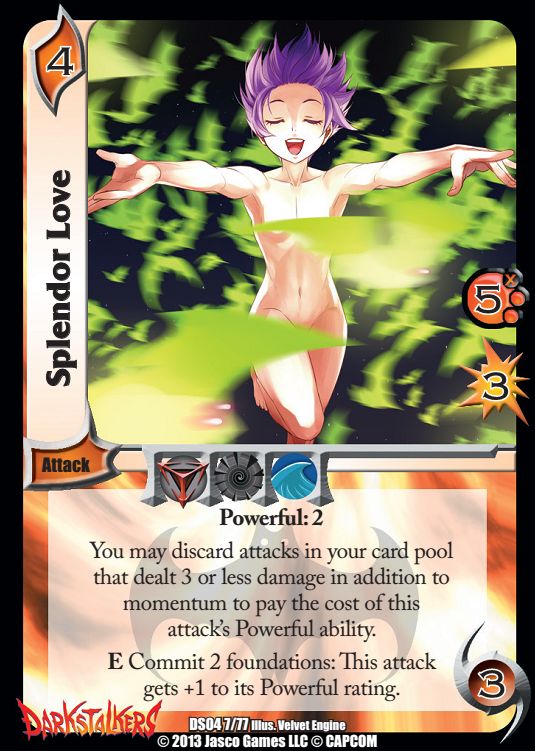 4
Splendor Love
5
3
Attack
Powerful: 2
You may discard attacks in your card pool
that dealt 3 or less damage in addition to
momentum to pay the cost of this
attack's Powerful ability.
E Commit 2 foundations: This attack
gets +1 to its Powerful rating.
3
DARKSTALKERS
DS04 7/77 Illus. Velvet Engine
© 2013 Jasco Games LLC © CAPCOM